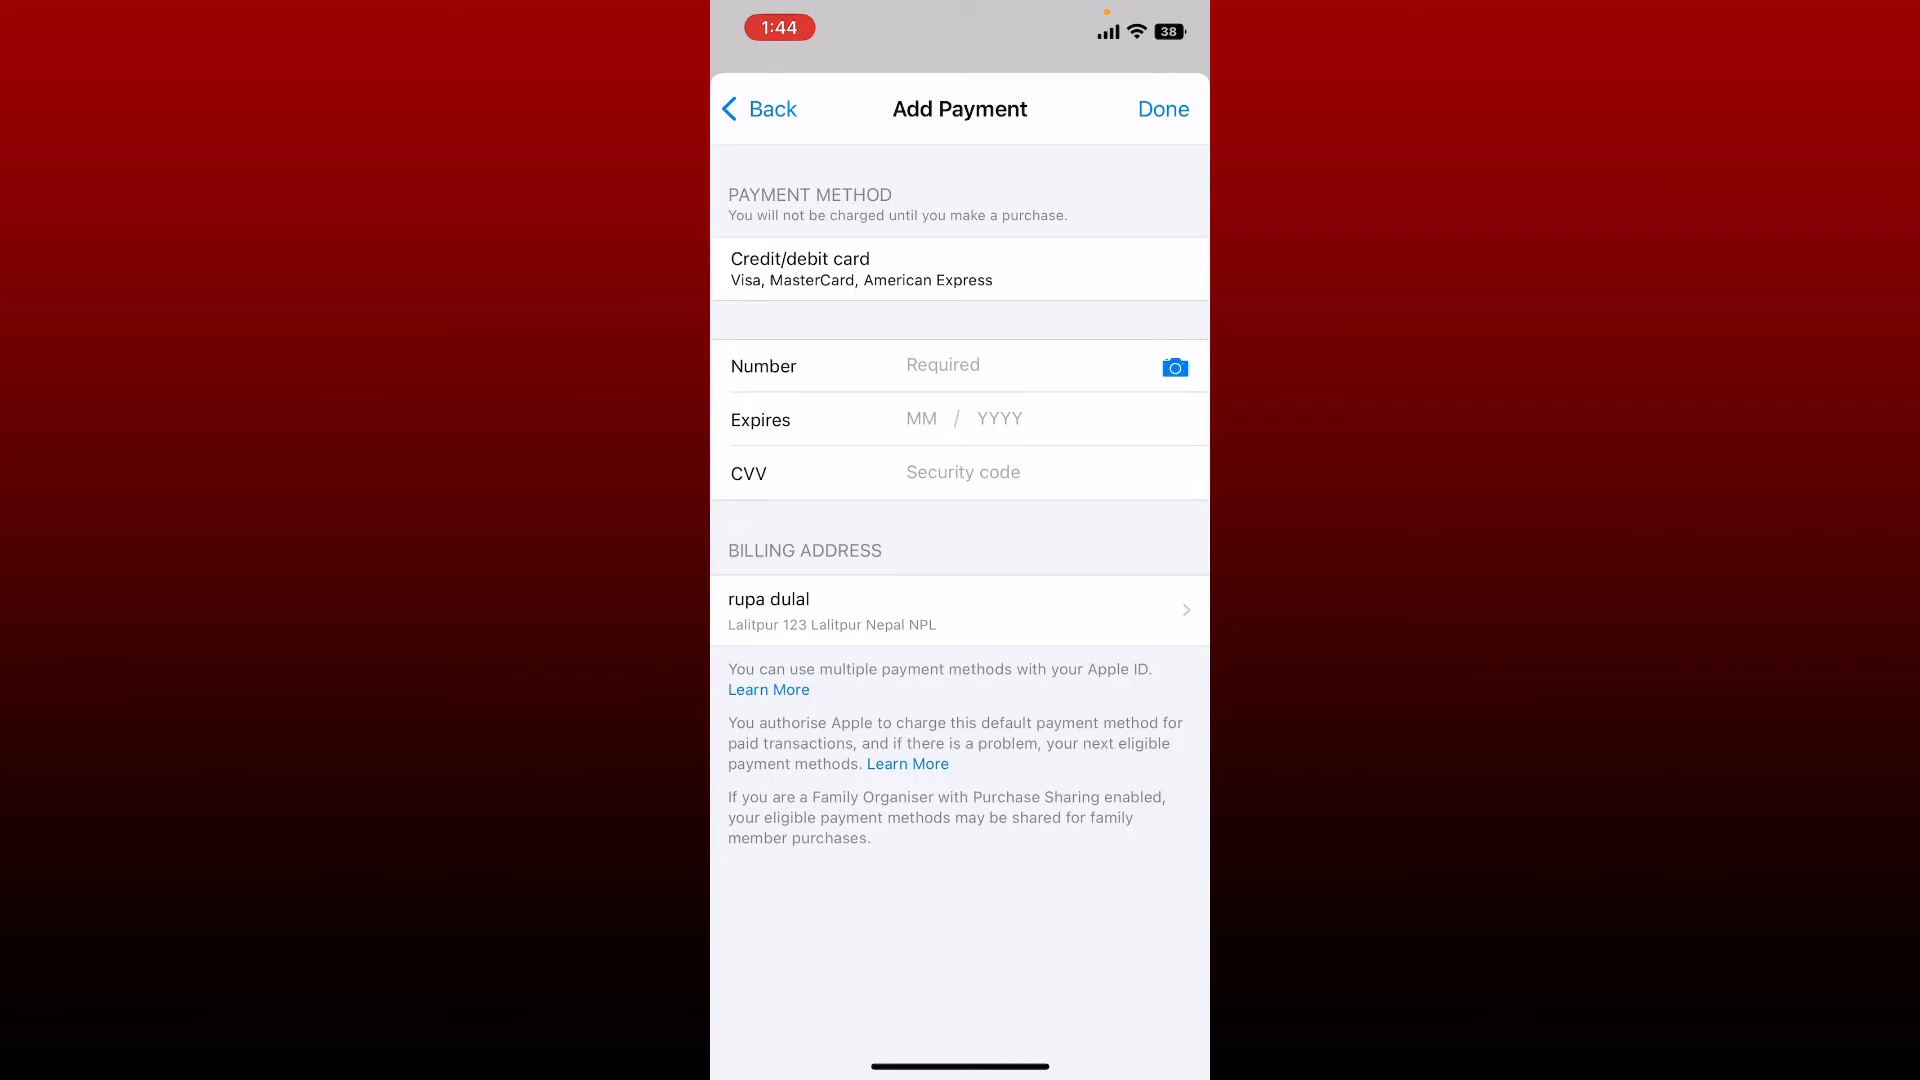 1:44
38
Back
Add Payment
Done
PAYMENT METHOD
You will not be charged until you make a purchase.
Credit/debit card
Visa, MasterCard, American Express
Number Required
Expires MM / YYYY
CVV Security code
BILLING ADDRESS
rupa dulal
Lalitpur 123 Lalitpur Nepal NPL
You can use multiple payment methods with your Apple ID.
Learn More
You authorise Apple to charge this default payment method for
paid transactions, and if there is a problem, your next eligible
payment methods. Learn More
If you are a Family Organiser with Purchase Sharing enabled,
your eligible payment methods may be shared for family
member purchases.